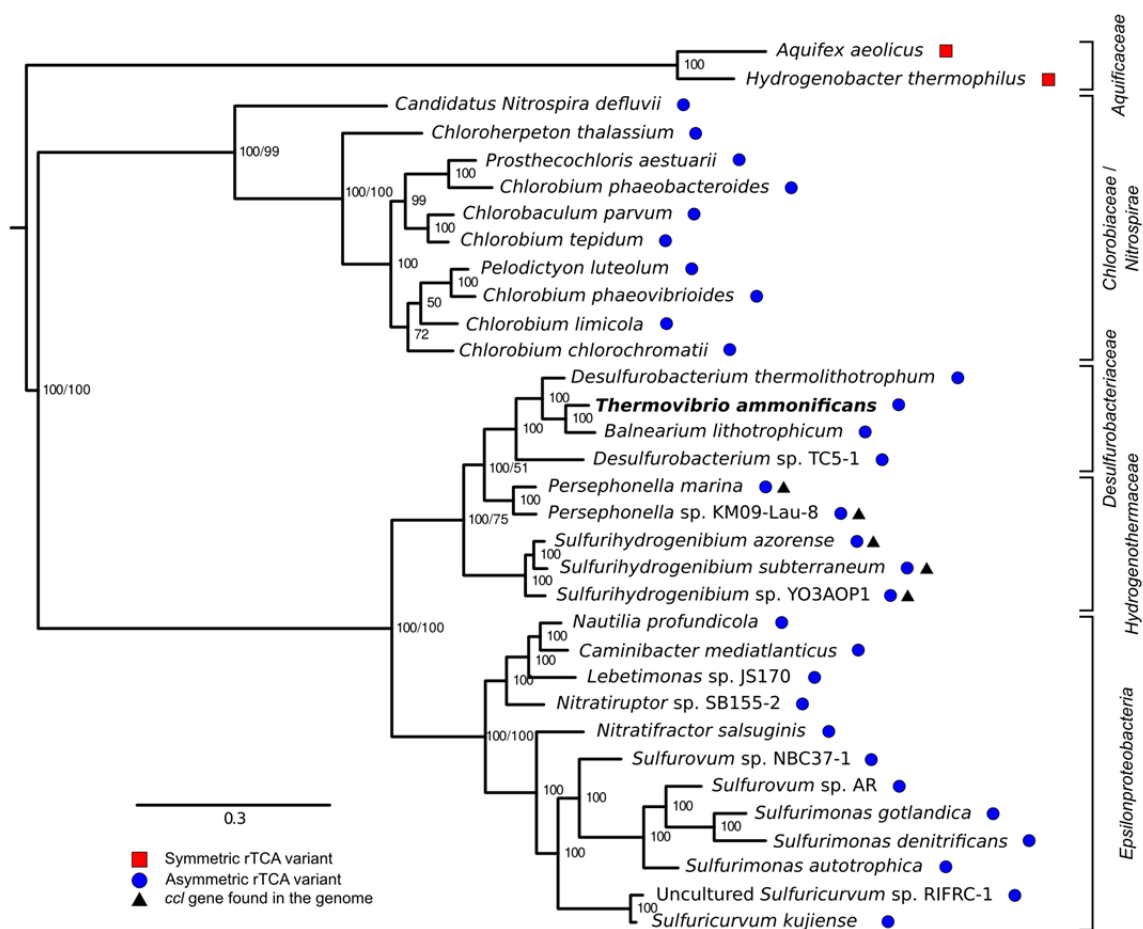 Aquifex aeolicus
100
Hydrogenobacter thermophilus
Aquificaceae
Candidatus Nitrospira defluvii
Chloroherpeton thalassium
100/99
Prosthecochloris aestuarii
100
Chlorobium phaeobacteroides
100/100
99
Chlorobaculum parvum
100
Chlorobium tepidum
100
Pelodictyon luteolum
100
Chlorobium phaeovibrioides
50
Chlorobium limicola
72
Chlorobium chlorochromatii
Chlorobiaceae /
Nitrospirae
100/100
Desulfurobacterium thermolithotrophum
100
Thermovibrio ammonificans
100
100
Balnearium lithotrophicum
Desulfurobacterium sp. TC5-1
Desulfurobacteriaceae
100/51
Persephonella marina
100
Persephonella sp. KM09-Lau-8
100/75
Sulfurihydrogenibium azorense
100
Sulfurihydrogenibium subterraneum
100
Sulfurihydrogenibium sp. YO3AOP1
Hydrogenothermaceae
100/100
Nautilia profundicola
100
Caminibacter mediatlanticus
100
Lebetimonas sp. JS170
100
Nitratiruptor sp. SB155-2
100/100
Nitratifractor salsuginis
Sulfurovum sp. NBC37-1
100
100
Sulfurovum sp. AR
100
Sulfurimonas gotlandica
100
Sulfurimonas denitrificans
100
100
Sulfurimonas autotrophica
Uncultured Sulfuricurvum sp. RIFRC-1
100
Sulfuricurvum kujiense
Epsilonproteobacteria
0.3
Symmetric rTCA variant
Asymmetric rTCA variant
ccl gene found in the genome